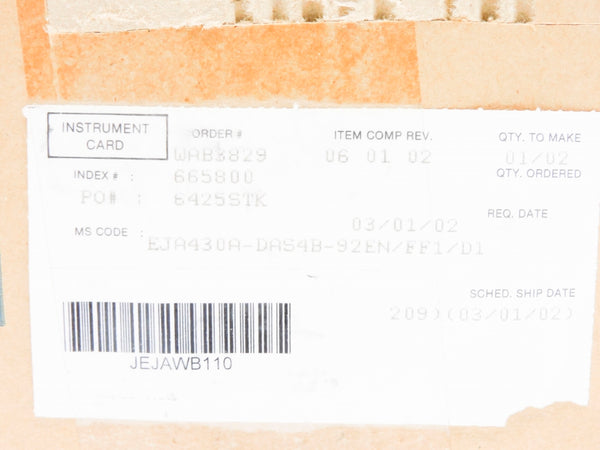 INSTRUMENT CARD
ORDER # ITEM COMP REV. QTY. TO MAKE
WAB3829 06 01 02 01/02
INDEX # : 665800 QTY. ORDERED
PO# : 6425STK
REQ. DATE
03/01/02
MS CODE :
EJA430A-DAS4B-92EN/FF1/D1
SCHED. SHIP DATE
209)(03/01/02)
JEJAWB110